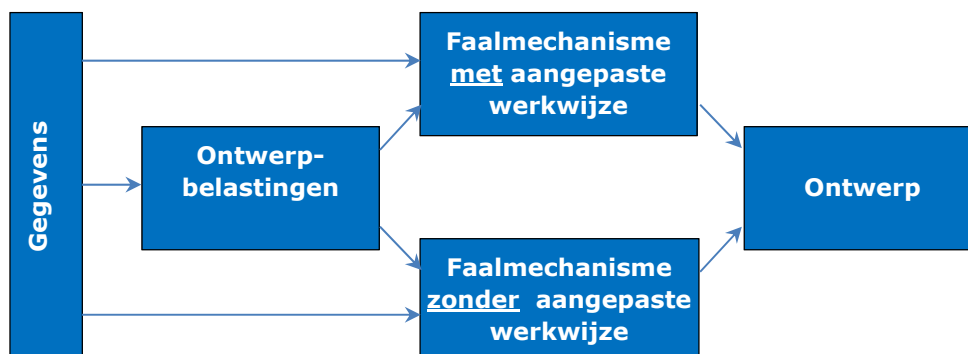 Gegevens
Ontwerp-
belastingen
Faalmechanisme
met aangepaste
werkwijze
Faalmechanisme
zonder aangepaste
werkwijze
Ontwerp